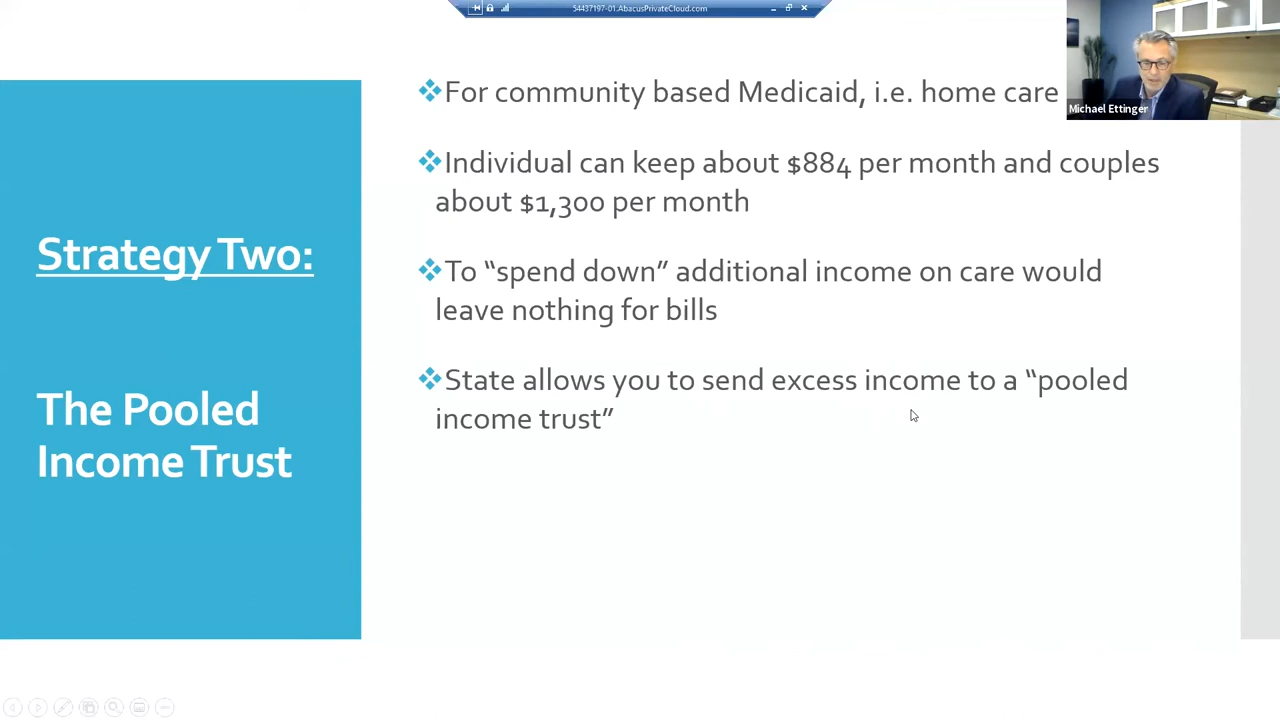 54437197-01.AbacusPrivateCloud.com
Michael Ettinger
Strategy Two:
The Pooled
Income Trust
For community based Medicaid, i.e. home care
Individual can keep about $884 per month and couples
about $1,300 per month
To “spend down” additional income on care would
leave nothing for bills
State allows you to send excess income to a “pooled
income trust”